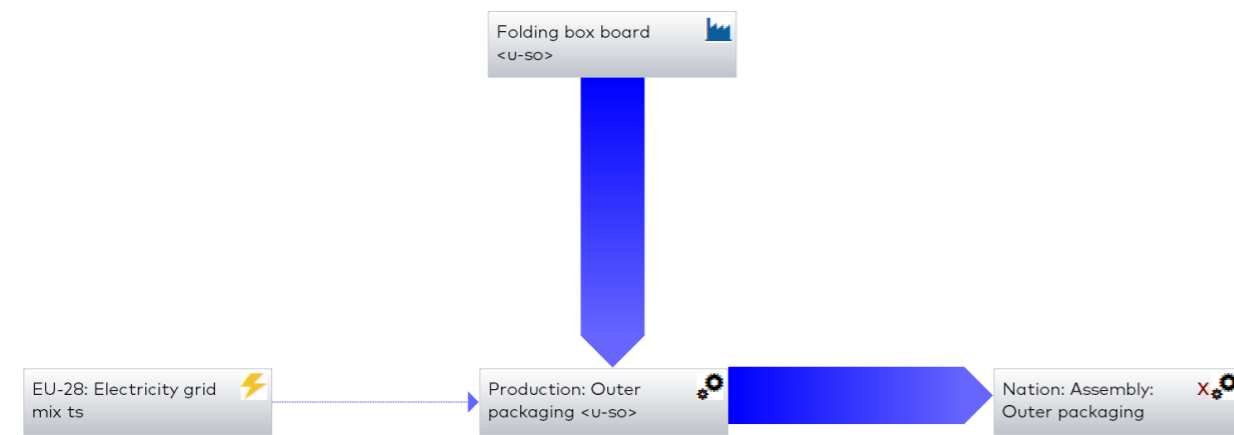 Folding box board
<u-so>
EU-28: Electricity grid
mix ts
Production: Outer
packaging <u-so>
Nation: Assembly:
Outer packaging
X